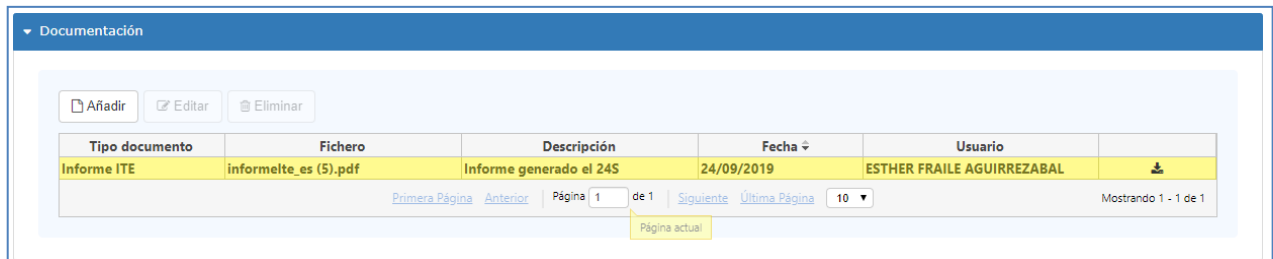 Documentación
Añadir Editar Eliminar
Tipo documento Fichero Descripción Fecha Usuario
Informe ITE informeIte_es (5).pdf Informe generado el 24S 24/09/2019 ESTHER FRAILE AGUIRREZABAL
Primera Página Anterior Página 1 de 1 Siguiente Última Página 10 Mostrando 1 - 1 de 1
Página actual